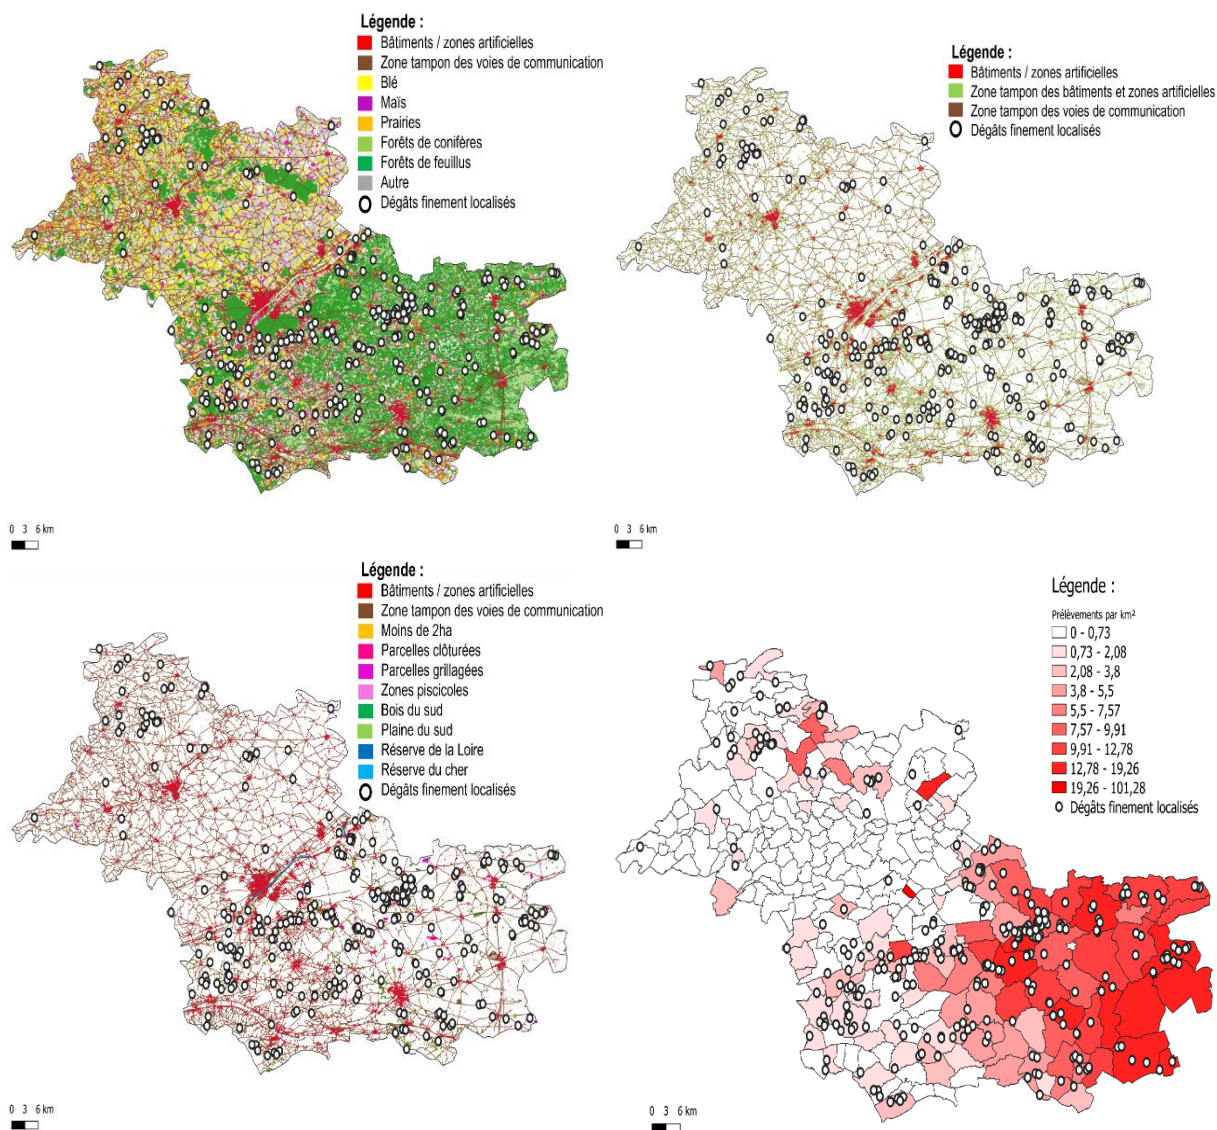 Légende :
Bâtiments / zones artificielles
Zone tampon des voies de communication
Blé
Maïs
Prairies
Forêts de conifères
Forêts de feuillus
Autre
Dégâts finement localisés
0 3 6 km
Légende :
Bâtiments / zones artificielles
Zone tampon des bâtiments et zones artificielles
Zone tampon des voies de communication
Dégâts finement localisés
0 3 6 km
Légende :
Bâtiments / zones artificielles
Zone tampon des voies de communication
Moins de 2ha
Parcelles clôturées
Parcelles grillagées
Zones piscicoles
Bois du sud
Plaine du sud
Réserve de la Loire
Réserve du cher
Dégâts finement localisés
0 3 6 km
Légende :
Prélèvements par km²
0 - 0,73
0,73 - 2,08
2,08 - 3,8
3,8 - 5,5
5,5 - 7,57
7,57 - 9,91
9,91 - 12,78
12,78 - 19,26
19,26 - 101,28
Dégâts finement localisés
0 3 6 km